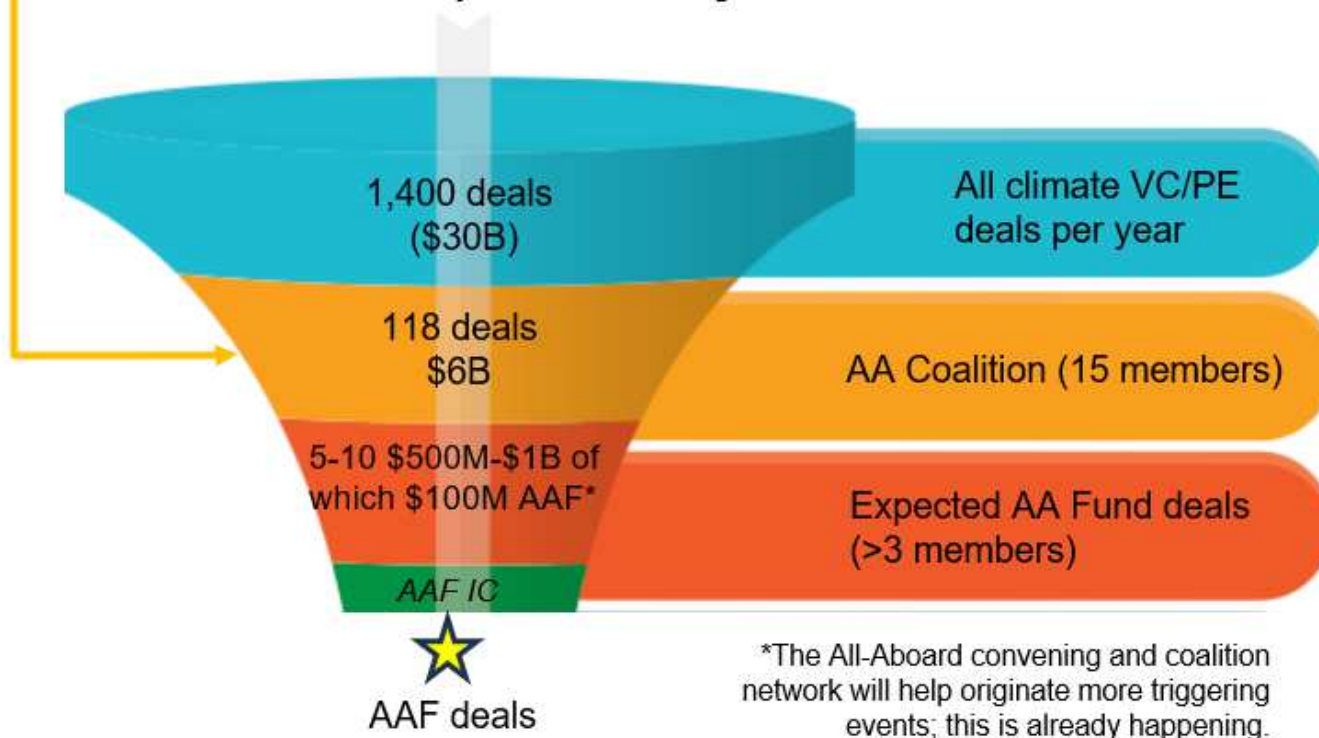 1,400 deals
($30B)
All climate VC/PE
deals per year
118 deals
$6B
AA Coalition (15 members)
5-10 $500M-$1B of
which $100M AAF*
Expected AA Fund deals
(>3 members)
AAF IC
AAF deals
*The All-Aboard convening and coalition
network will help originate more triggering
events; this is already happening.